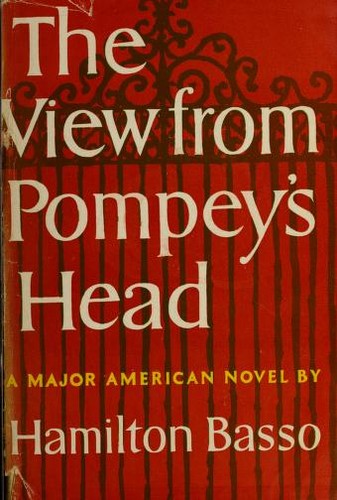 The
View from
Pompey's
Head
A MAJOR AMERICAN NOVEL BY
Hamilton Basso